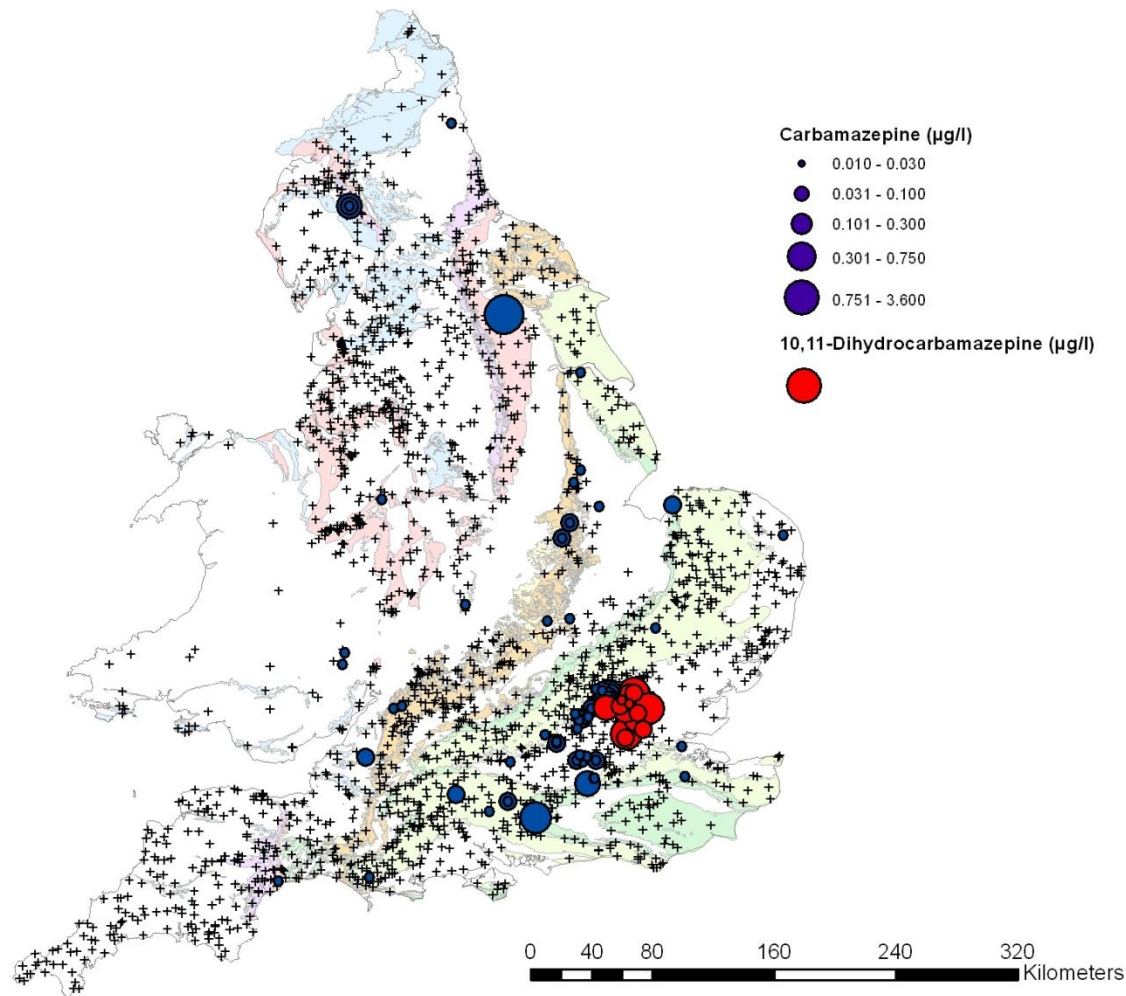 Carbamazepine (µg/l)
0.010 - 0.030
0.031 - 0.100
0.101 - 0.300
0.301 - 0.750
0.751 - 3.600
10,11-Dihydrocarbamazepine (µg/l)
0 40 80 160 240 320
Kilometers